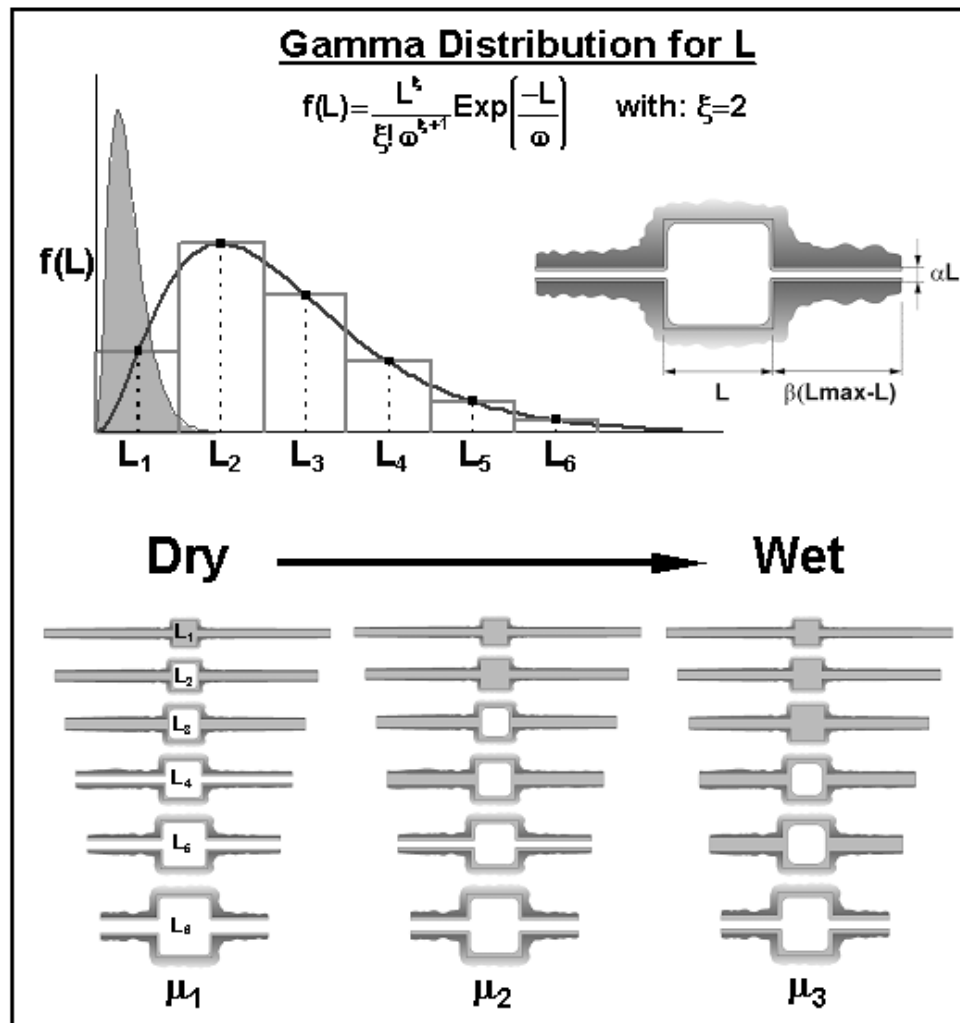 Gamma Distribution for L
f(L)=L^ξ/(ξ! ω^(ξ+1)) Exp(−L/ω) with: ξ=2
f(L)
αL
L β(Lmax-L)
L₁ L₂ L₃ L₄ L₅ L₆
Dry Wet
L₁
L₂
L₃
L₄
L₅
L₆
μ₁ μ₂ μ₃